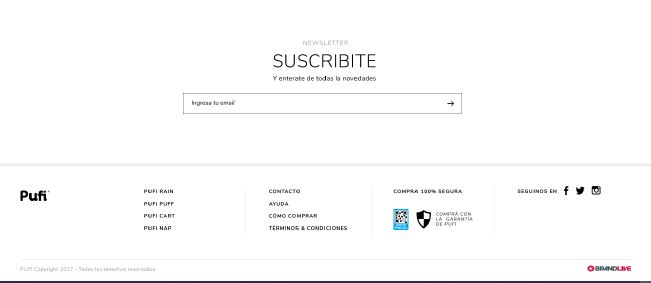 NEWSLETTER
SUSCRIBITE
Y enterate de todas la novedades
Ingresa tu email
Pufi
PUFI RAIN
PUFI PUFF
PUFI CART
PUFI NAP
CONTACTO
AYUDA
CÓMO COMPRAR
TÉRMINOS & CONDICIONES
COMPRA 100% SEGURA
COMPRÁ CON
LA GARANTÍA
DE PUFI
SEGUINOS EN
PUFI Copyright 2017 - Todos los derechos reservados
BRANDLIVE